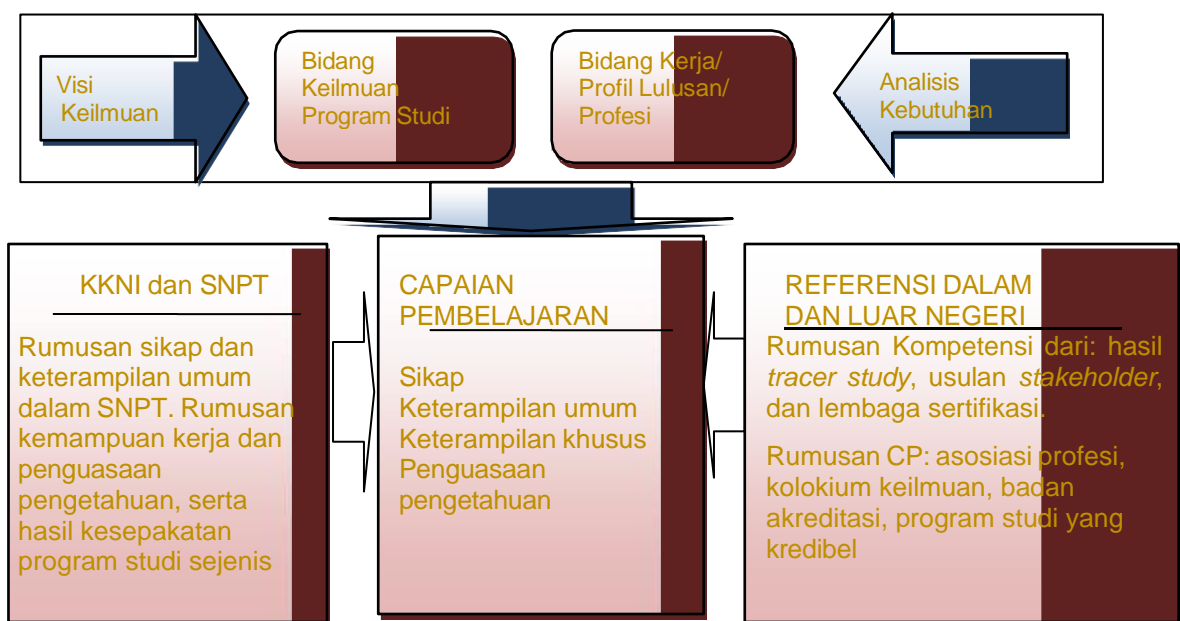 Visi
Keilmuan
Bidang
Keilmuan
Program Studi
Bidang Kerja/
Profil Lulusan/
Profesi
Analisis
Kebutuhan
KKNI dan SNPT
Rumusan sikap dan
keterampilan umum
dalam SNPT. Rumusan
kemampuan kerja dan
penguasaan
pengetahuan, serta
hasil kesepakatan
program studi sejenis
CAPAIAN
PEMBELAJARAN
Sikap
Keterampilan umum
Keterampilan khusus
Penguasaan
pengetahuan
REFERENSI DALAM
DAN LUAR NEGERI
Rumusan Kompetensi dari: hasil
tracer study, usulan stakeholder,
dan lembaga sertifikasi.
Rumusan CP: asosiasi profesi,
kolokium keilmuan, badan
akreditasi, program studi yang
kredibel